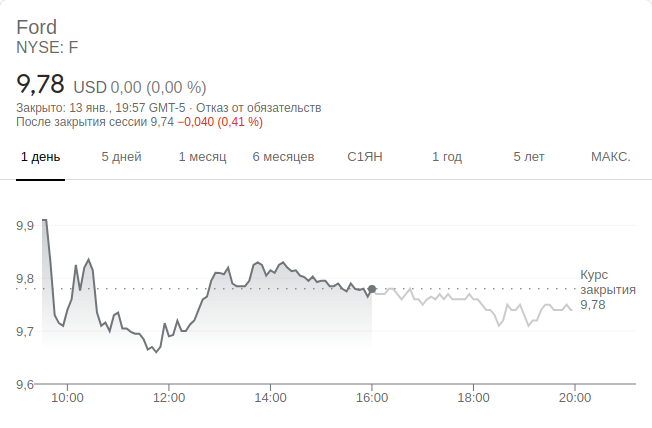 Ford
NYSE: F
9,78 USD 0,00 (0,00 %)
Закрыто: 13 янв., 19:57 GMT-5 · Отказ от обязательств
После закрытия сессии 9,74 −0,040 (0,41 %)
1 день 5 дней 1 месяц 6 месяцев С1ЯН 1 год 5 лет МАКС.
9,9
9,8
9,7
9,6
Курс
закрытия
9,78
10:00 12:00 14:00 16:00 18:00 20:00